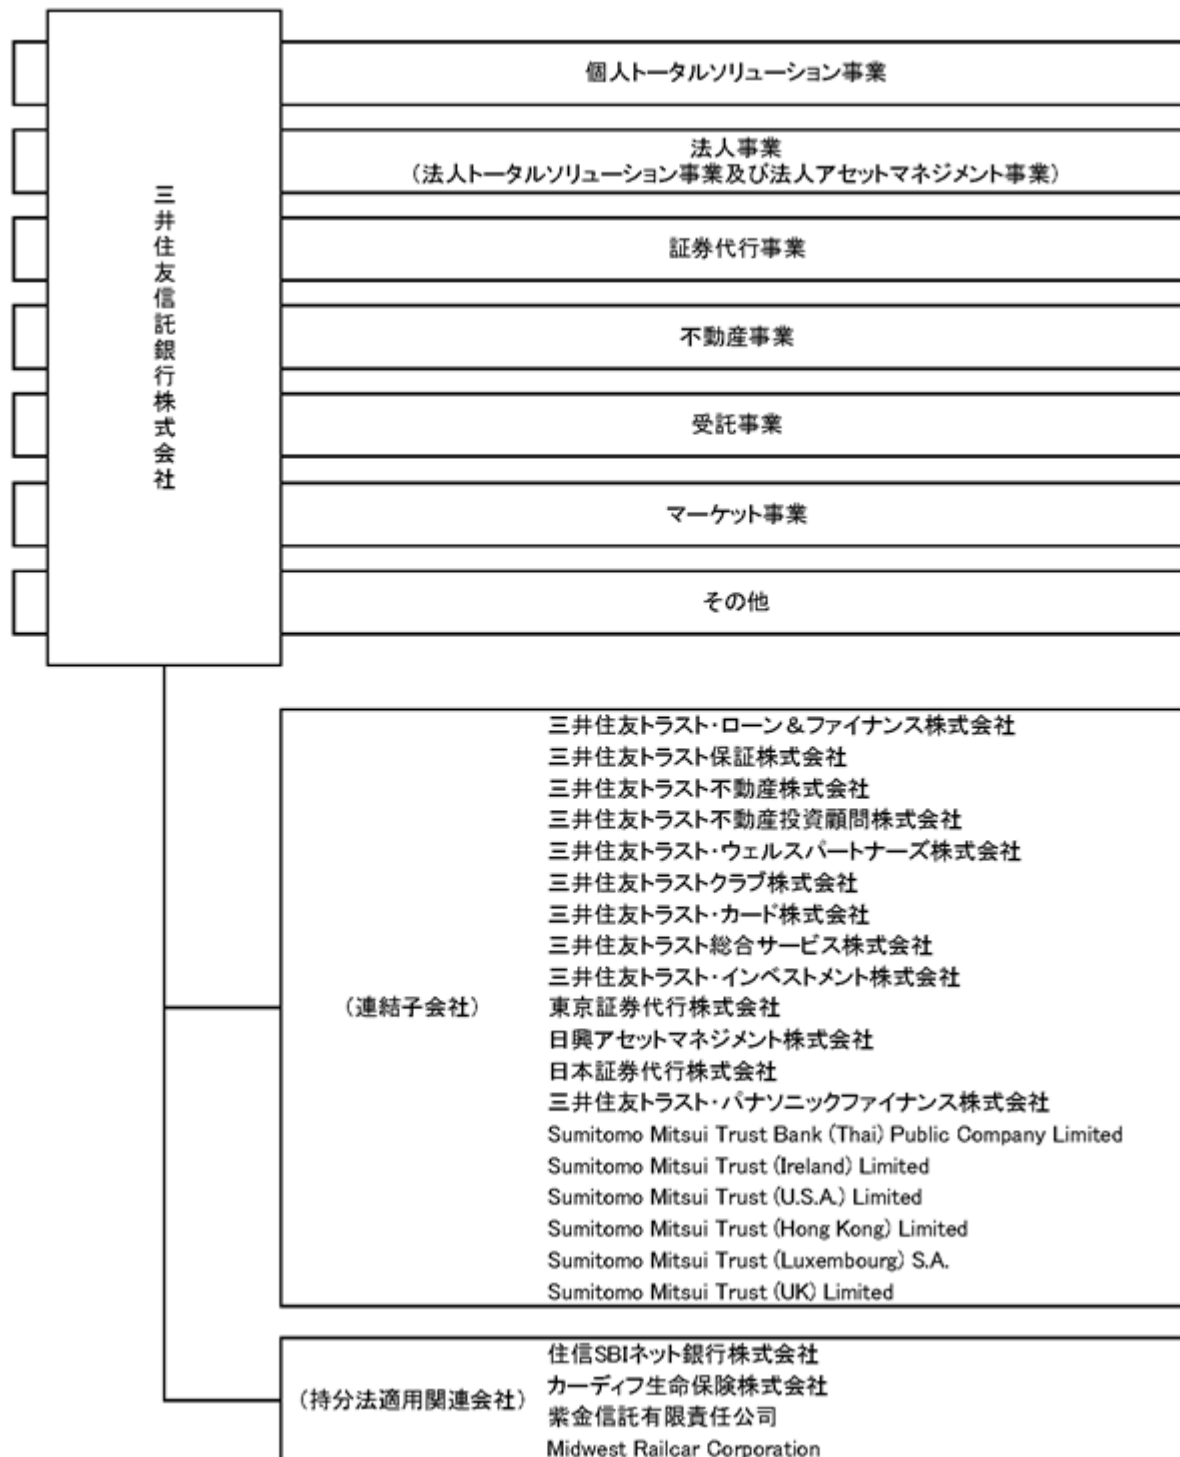 三井住友信託銀行株式会社
個人トータルソリューション事業
法人事業
(法人トータルソリューション事業及び法人アセットマネジメント事業)
証券代行事業
不動産事業
受託事業
マーケット事業
その他
(連結子会社)
三井住友トラスト・ローン&ファイナンス株式会社
三井住友トラスト保証株式会社
三井住友トラスト不動産株式会社
三井住友トラスト不動産投資顧問株式会社
三井住友トラスト・ウェルスパートナーズ株式会社
三井住友トラストクラブ株式会社
三井住友トラスト・カード株式会社
三井住友トラスト総合サービス株式会社
三井住友トラスト・インベストメント株式会社
東京証券代行株式会社
日興アセットマネジメント株式会社
日本証券代行株式会社
三井住友トラスト・パナソニックファイナンス株式会社
Sumitomo Mitsui Trust Bank (Thai) Public Company Limited
Sumitomo Mitsui Trust (Ireland) Limited
Sumitomo Mitsui Trust (U.S.A.) Limited
Sumitomo Mitsui Trust (Hong Kong) Limited
Sumitomo Mitsui Trust (Luxembourg) S.A.
Sumitomo Mitsui Trust (UK) Limited
(持分法適用関連会社)
住信SBIネット銀行株式会社
カーディフ生命保険株式会社
紫金信託有限責任公司
Midwest Railcar Corporation